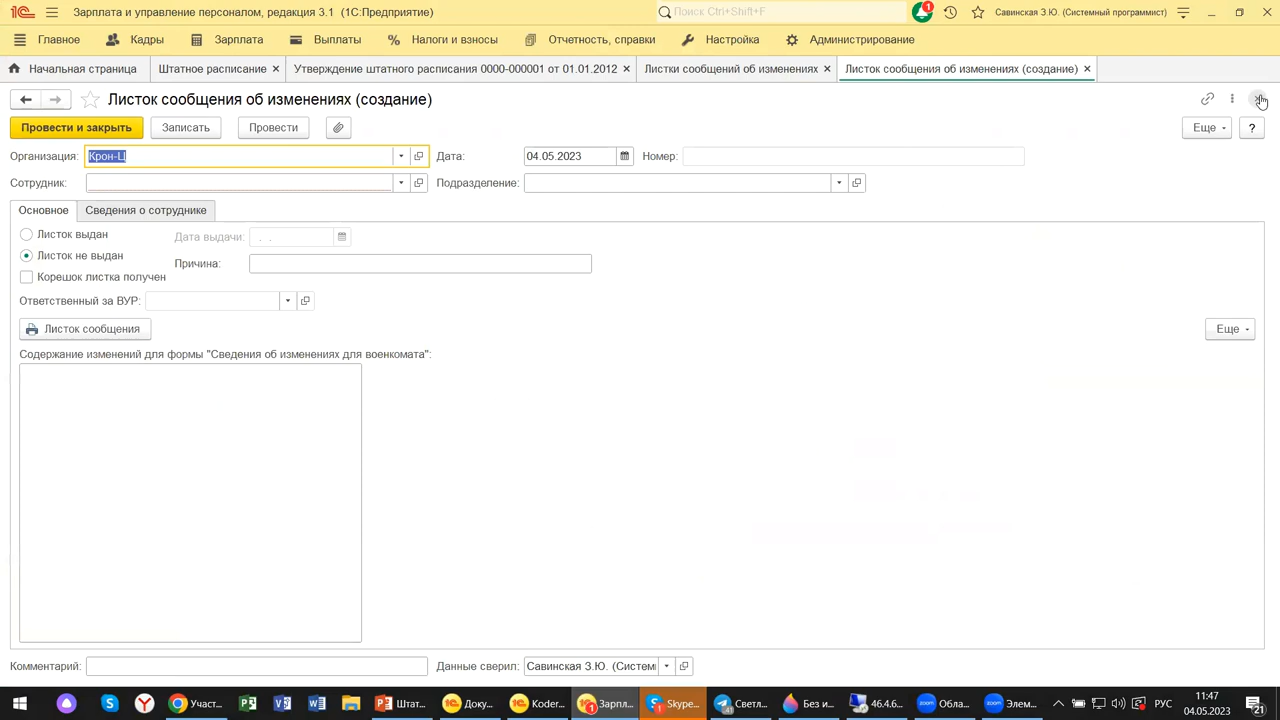 Зарплата и управление персоналом, редакция 3.1 (1С:Предприятие)
Поиск Ctrl+Shift+F
1
Савинская З.Ю. (Системный программист)
Главное
Кадры
Зарплата
Выплаты
Налоги и взносы
Отчетность, справки
Настройка
Администрирование
Начальная страница
Штатное расписание
Утверждение штатного расписания 0000-000001 от 01.01.2012
Листки сообщений об изменениях
Листок сообщения об изменениях (создание)
Листок сообщения об изменениях (создание)
Провести и закрыть
Записать
Провести
Еще
?
Организация: Крон-Ц
Дата: 04.05.2023
Номер:
Сотрудник:
Подразделение:
Основное
Сведения о сотруднике
Листок выдан
Дата выдачи: . .
Листок не выдан
Причина:
Корешок листка получен
Ответственный за ВУР:
Листок сообщения
Еще
Содержание изменений для формы "Сведения об изменениях для военкомата":
Комментарий:
Данные сверил: Савинская З.Ю. (Систем
Участ...
Штат...
Доку...
Koder...
Зарпл...
Skype...
Светл...
Без и...
46.4.6...
Обла...
Элем...
РУС
11:47
04.05.2023